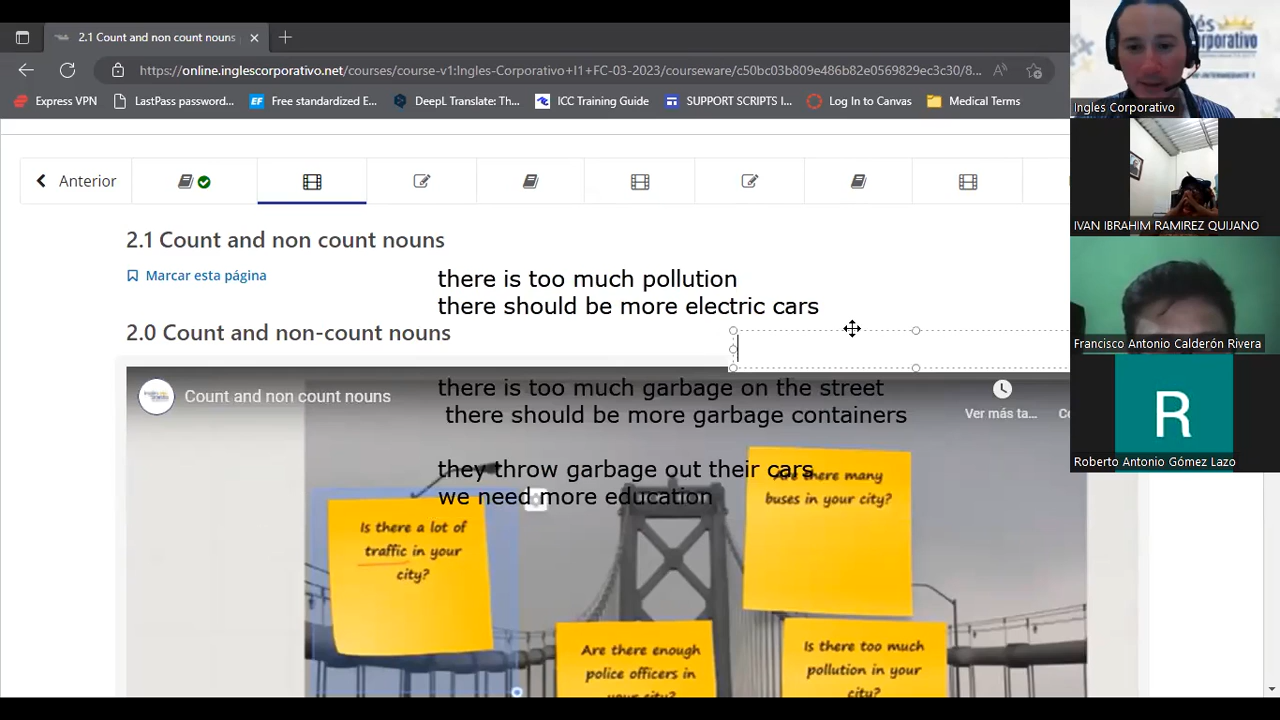 2.1 Count and non count nouns
https://online.inglescorporativo.net/courses/course-v1:Ingles-Corporativo+I1+FC-03-2023/courseware/c50bc03b809e486b82e0569829ec3c30/8...
Express VPN
LastPass password...
EF Free standardized E...
DeepL Translate: Th...
ICC Training Guide
SUPPORT SCRIPTS I...
Log In to Canvas
Medical Terms
Ingles Corporativo
IVAN IBRAHIM RAMIREZ QUIJANO
Francisco Antonio Calderón Rivera
R
Roberto Antonio Gómez Lazo
Anterior
2.1 Count and non count nouns
Marcar esta página
there is too much pollution
there should be more electric cars
2.0 Count and non-count nouns
Count and non count nouns
Ver más ta...
there is too much garbage on the street
there should be more garbage containers
they throw garbage out their cars
we need more education
Is there a lot of
traffic in your
city?
Are there many
buses in your city?
Are there enough
police officers in
your city?
Is there too much
pollution in your
city?